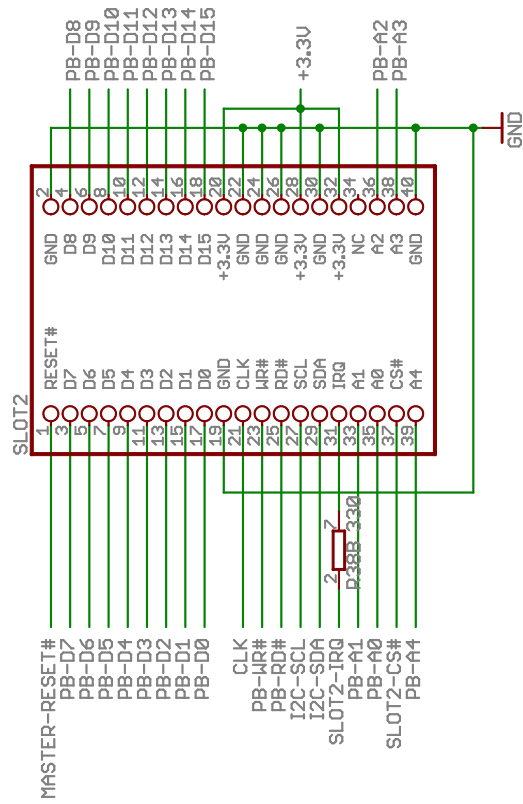 PB-D8
PB-D9
PB-D10
PB-D11
PB-D12
PB-D13
PB-D14
PB-D15
+3.3V
PB-A2
PB-A3
GND
2
4
6
8
10
12
14
16
18
20
22
24
26
28
30
32
34
36
38
40
GND
D8
D9
D10
D11
D12
D13
D14
D15
+3.3V
GND
GND
GND
+3.3V
GND
+3.3V
NC
A2
A3
GND
RESET#
D7
D6
D5
D4
D3
D2
D1
D0
GND
CLK
WR#
RD#
SCL
SDA
IRQ
A1
A0
CS#
A4
SLOT2
1
3
5
7
9
11
13
15
17
19
21
23
25
27
29
31
33
35
37
39
7
2
R38B 330
MASTER-RESET#
PB-D7
PB-D6
PB-D5
PB-D4
PB-D3
PB-D2
PB-D1
PB-D0
CLK
PB-WR#
PB-RD#
I2C-SCL
I2C-SDA
SLOT2-IRQ
PB-A1
PB-A0
SLOT2-CS#
PB-A4